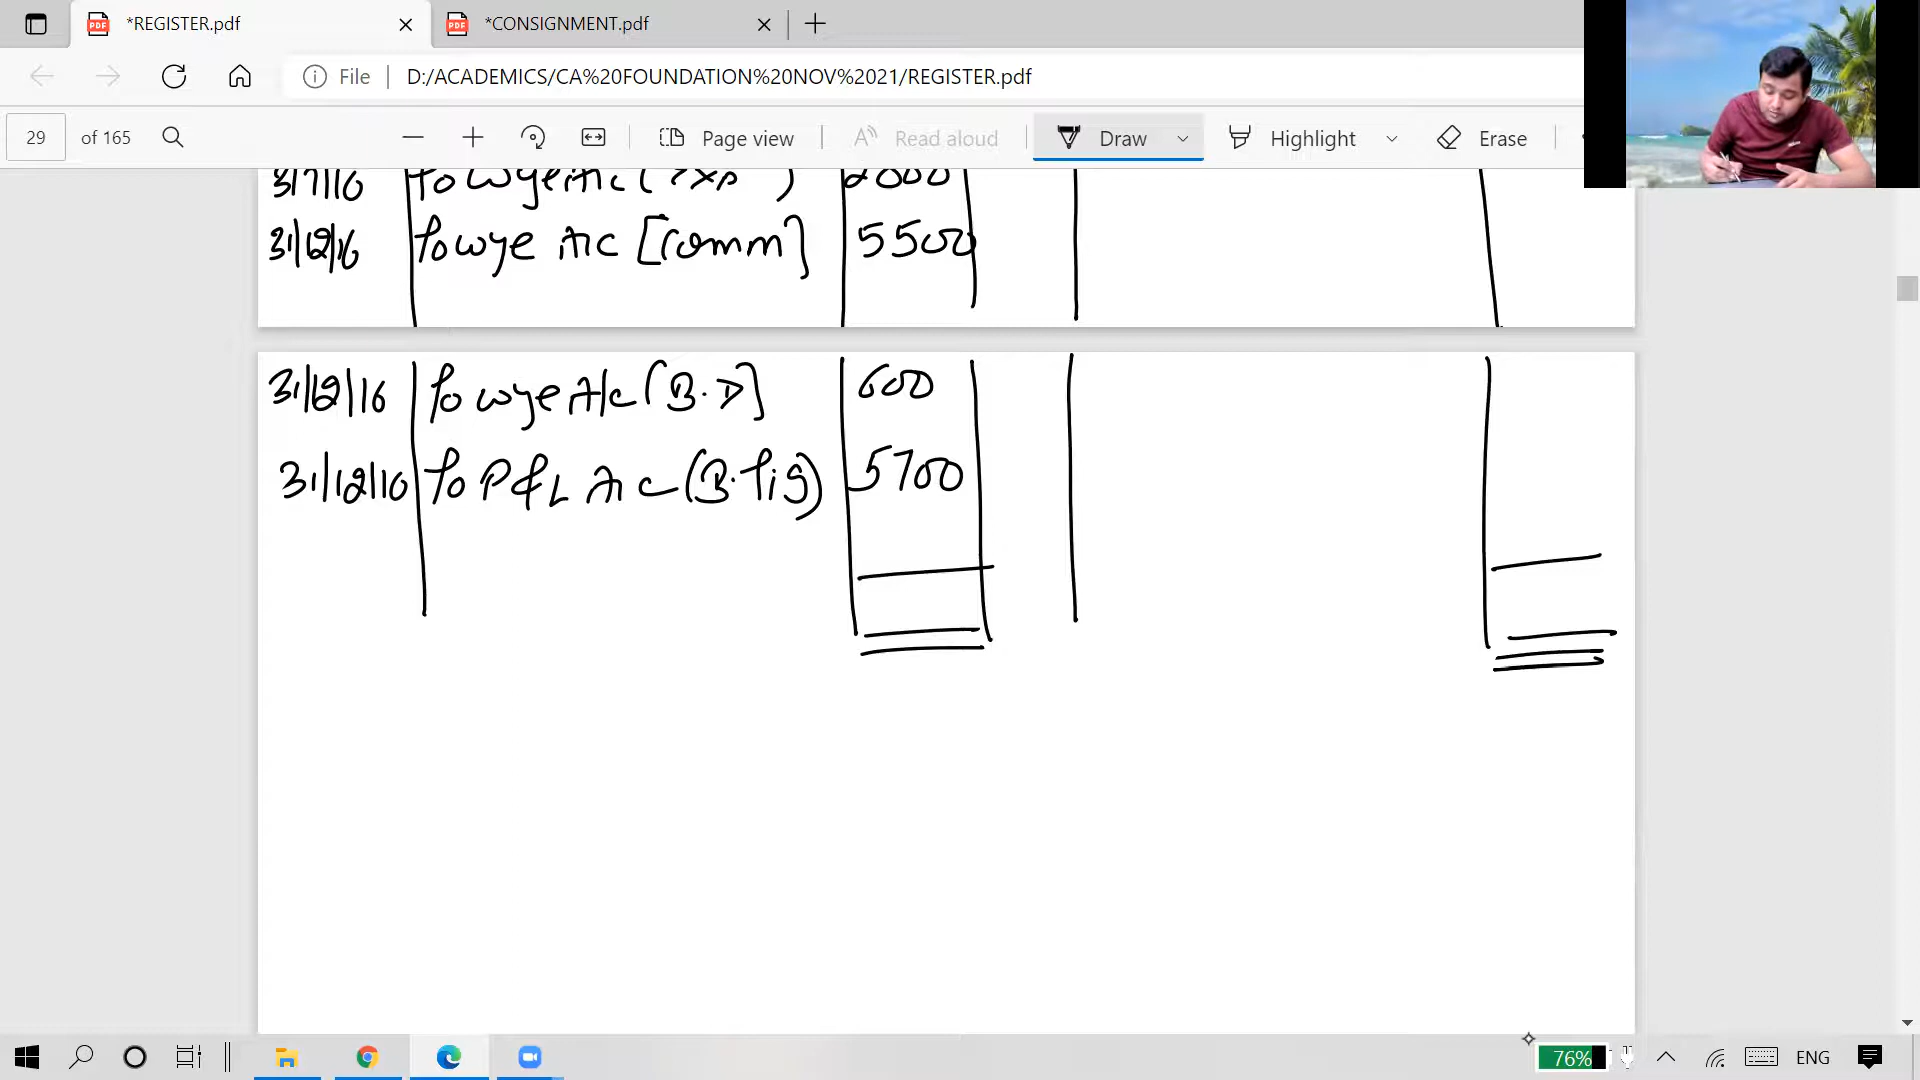 *REGISTER.pdf
*CONSIGNMENT.pdf
File D:/ACADEMICS/CA%20FOUNDATION%20NOV%2021/REGISTER.pdf
29 of 165 Page view Read aloud Draw Highlight Erase
31/12/16 To wye A/c [Comm] 5500
31/12/16 To wye A/c (B.D] 600
31/12/16 To P&L A/c (B.fig) 5700
76% ENG